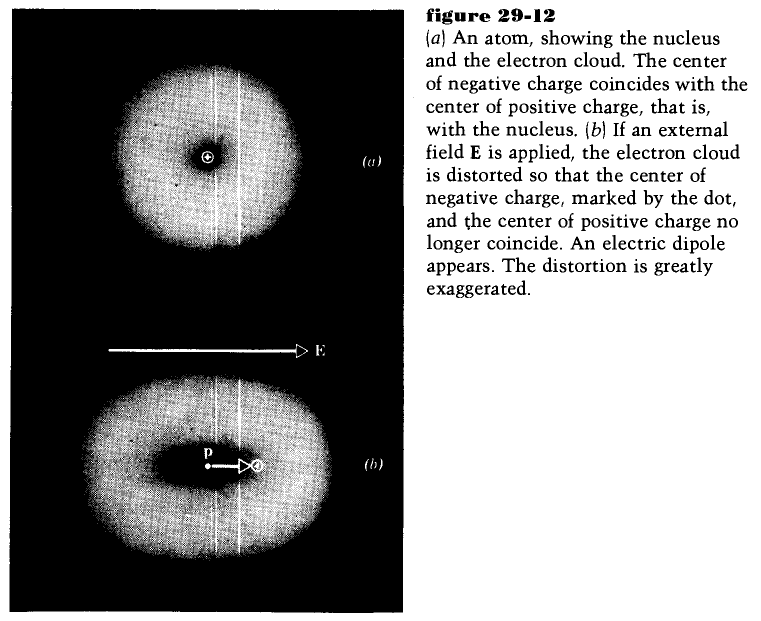 figure 29-12
(a) An atom, showing the nucleus
and the electron cloud. The center
of negative charge coincides with the
center of positive charge, that is,
with the nucleus. (b) If an external
field E is applied, the electron cloud
is distorted so that the center of
negative charge, marked by the dot,
and the center of positive charge no
longer coincide. An electric dipole
appears. The distortion is greatly
exaggerated.
(a)
E
p
(b)